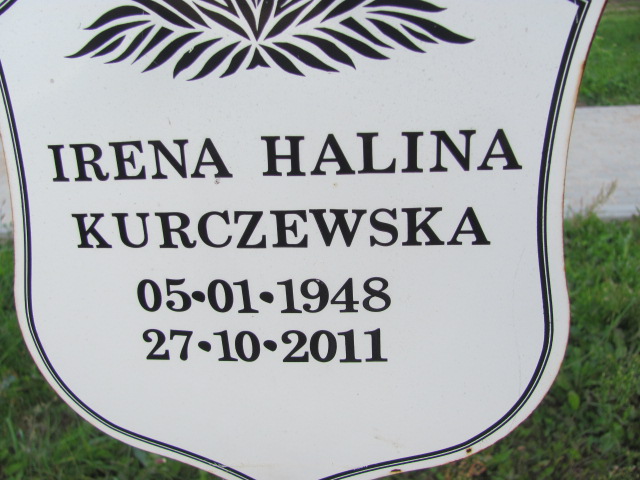 IRENA HALINA
KURCZEWSKA
05•01•1948
27•10•2011